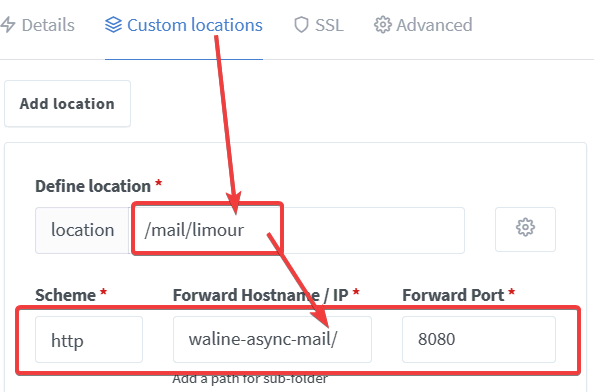 Details Custom locations SSL Advanced
Add location
Define location *
location /mail/limour
Scheme * Forward Hostname / IP * Forward Port *
http waline-async-mail/ 8080
Add a path for sub-folder